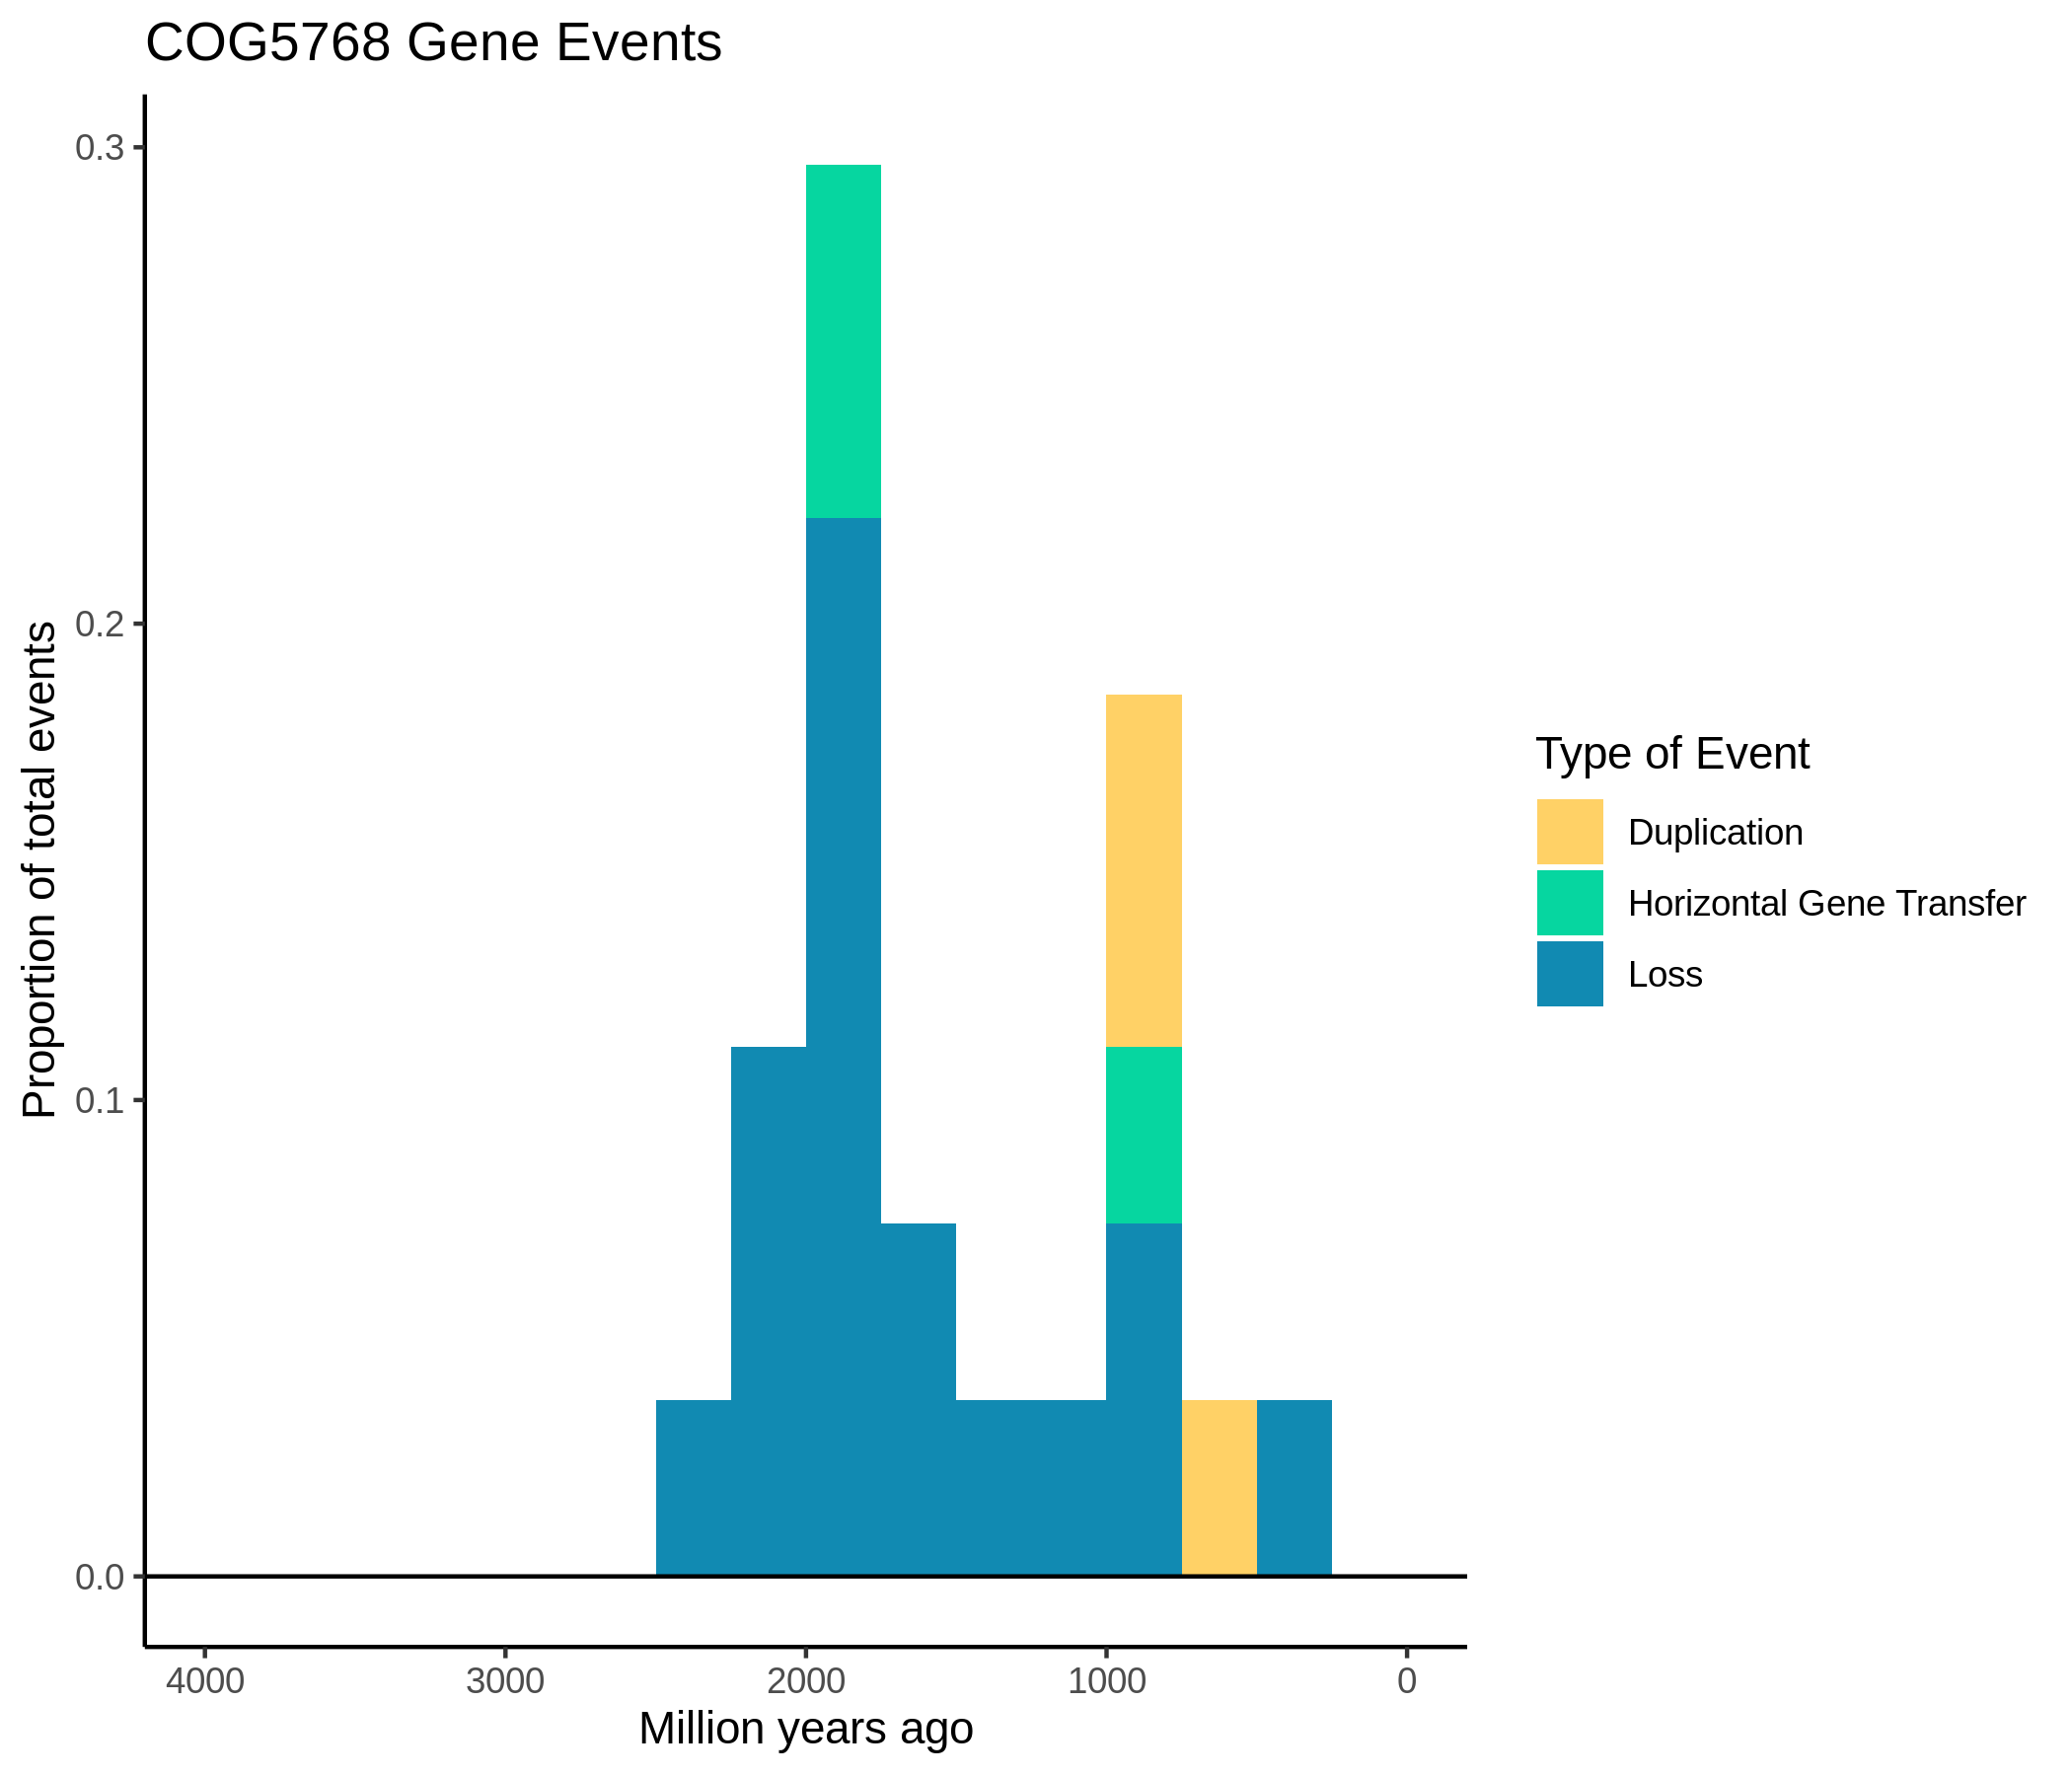 COG5768 Gene Events
Proportion of total events
0.3
0.2
0.1
0.0
4000 3000 2000 1000 0
Million years ago
Type of Event
Duplication
Horizontal Gene Transfer
Loss